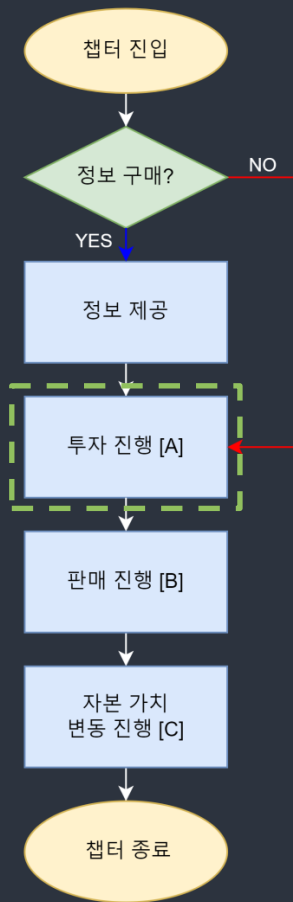 챕터 진입
정보 구매?
NO
YES
정보 제공
투자 진행 [A]
판매 진행 [B]
자본 가치
변동 진행 [C]
챕터 종료